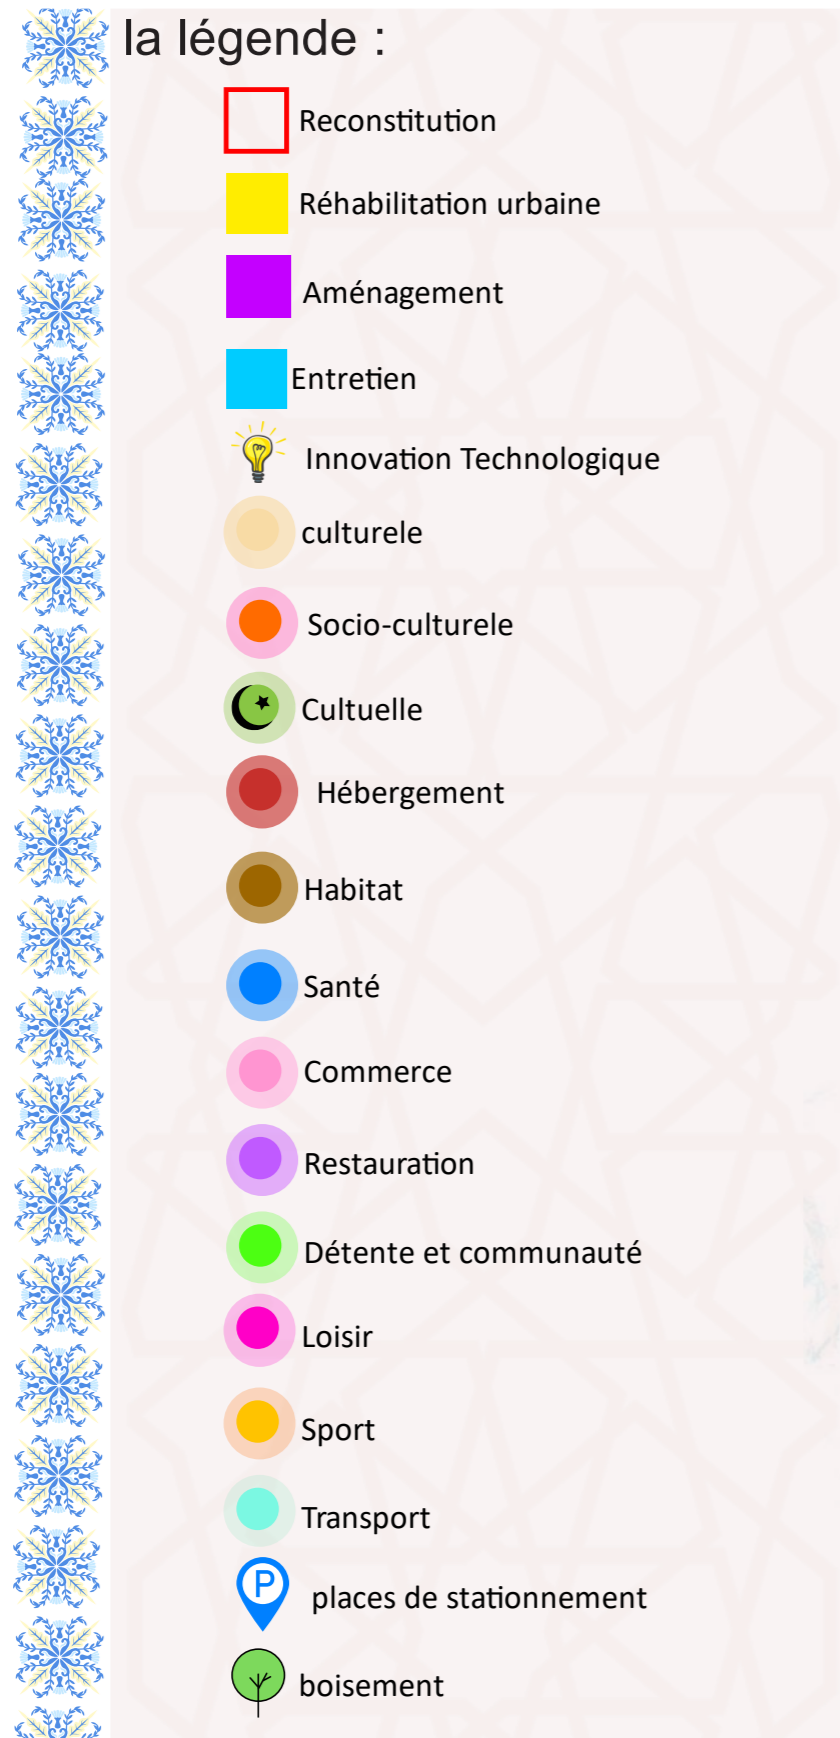 la légende :
Reconstitution
Réhabilitation urbaine
Aménagement
Entretien
Innovation Technologique
culturele
Socio-culturele
Cultuelle
Hébergement
Habitat
Santé
Commerce
Restauration
Détente et communauté
Loisir
Sport
Transport
P
places de stationnement
boisement